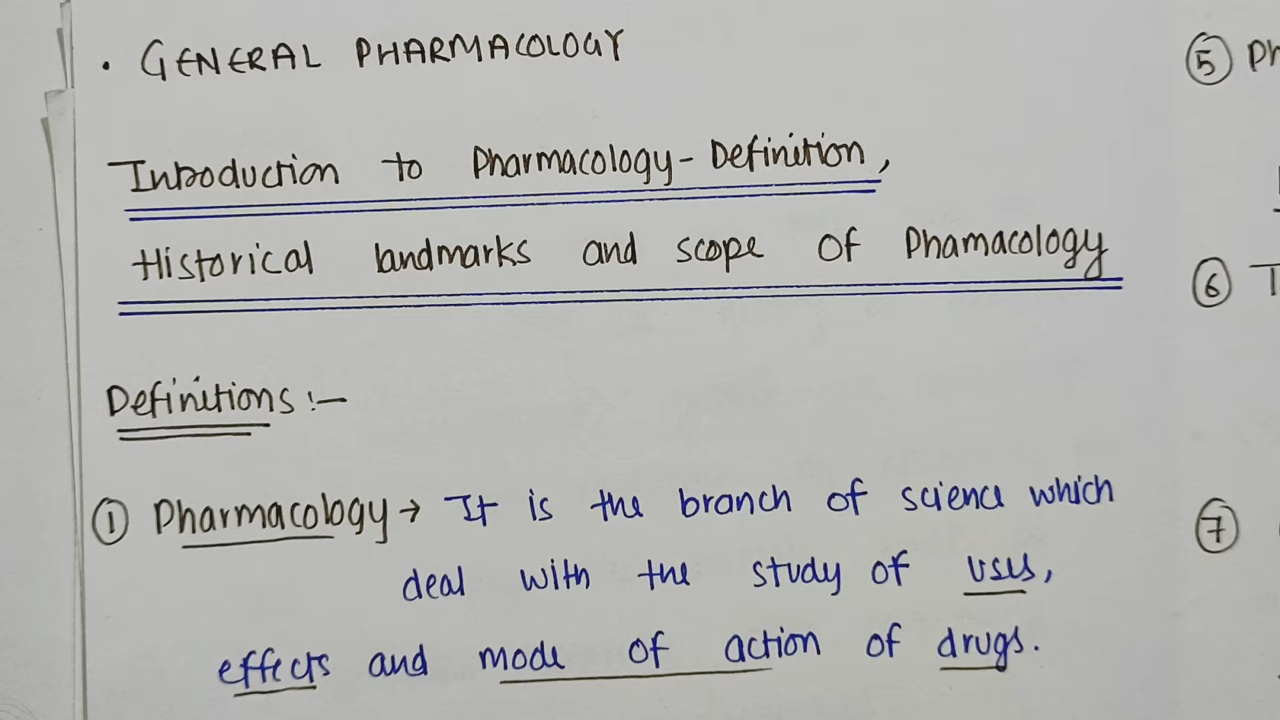 • GENERAL PHARMACOLOGY
Introduction to Pharmacology - Definition,
Historical landmarks and scope of Phamacology
Definitions :-
① Pharmacology → It is the branch of science which
deal with the study of uses,
effects and mode of action of drugs.
⑤ Ph
⑥ T
⑦